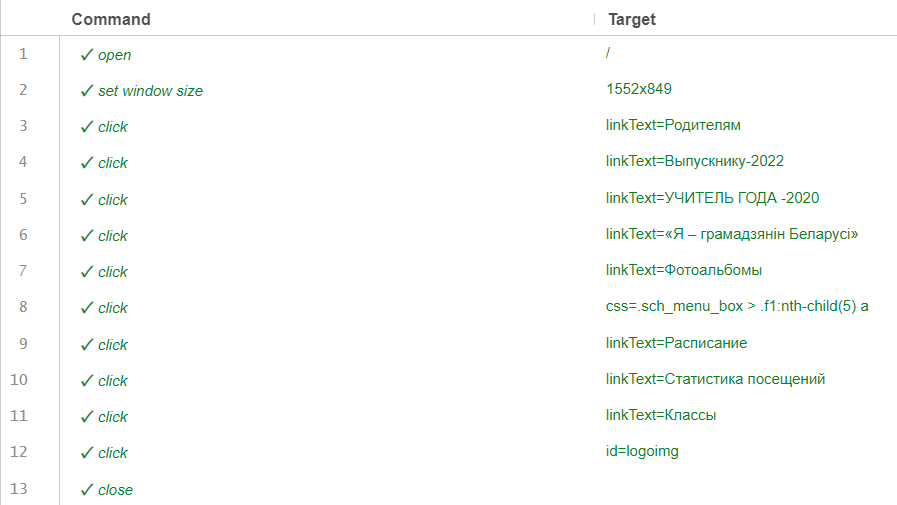 Command Target
1 ✓ open /
2 ✓ set window size 1552x849
3 ✓ click linkText=Родителям
4 ✓ click linkText=Выпускнику-2022
5 ✓ click linkText=УЧИТЕЛЬ ГОДА -2020
6 ✓ click linkText=«Я – грамадзянін Беларусі»
7 ✓ click linkText=Фотоальбомы
8 ✓ click css=.sch_menu_box > .f1:nth-child(5) a
9 ✓ click linkText=Расписание
10 ✓ click linkText=Статистика посещений
11 ✓ click linkText=Классы
12 ✓ click id=logoimg
13 ✓ close